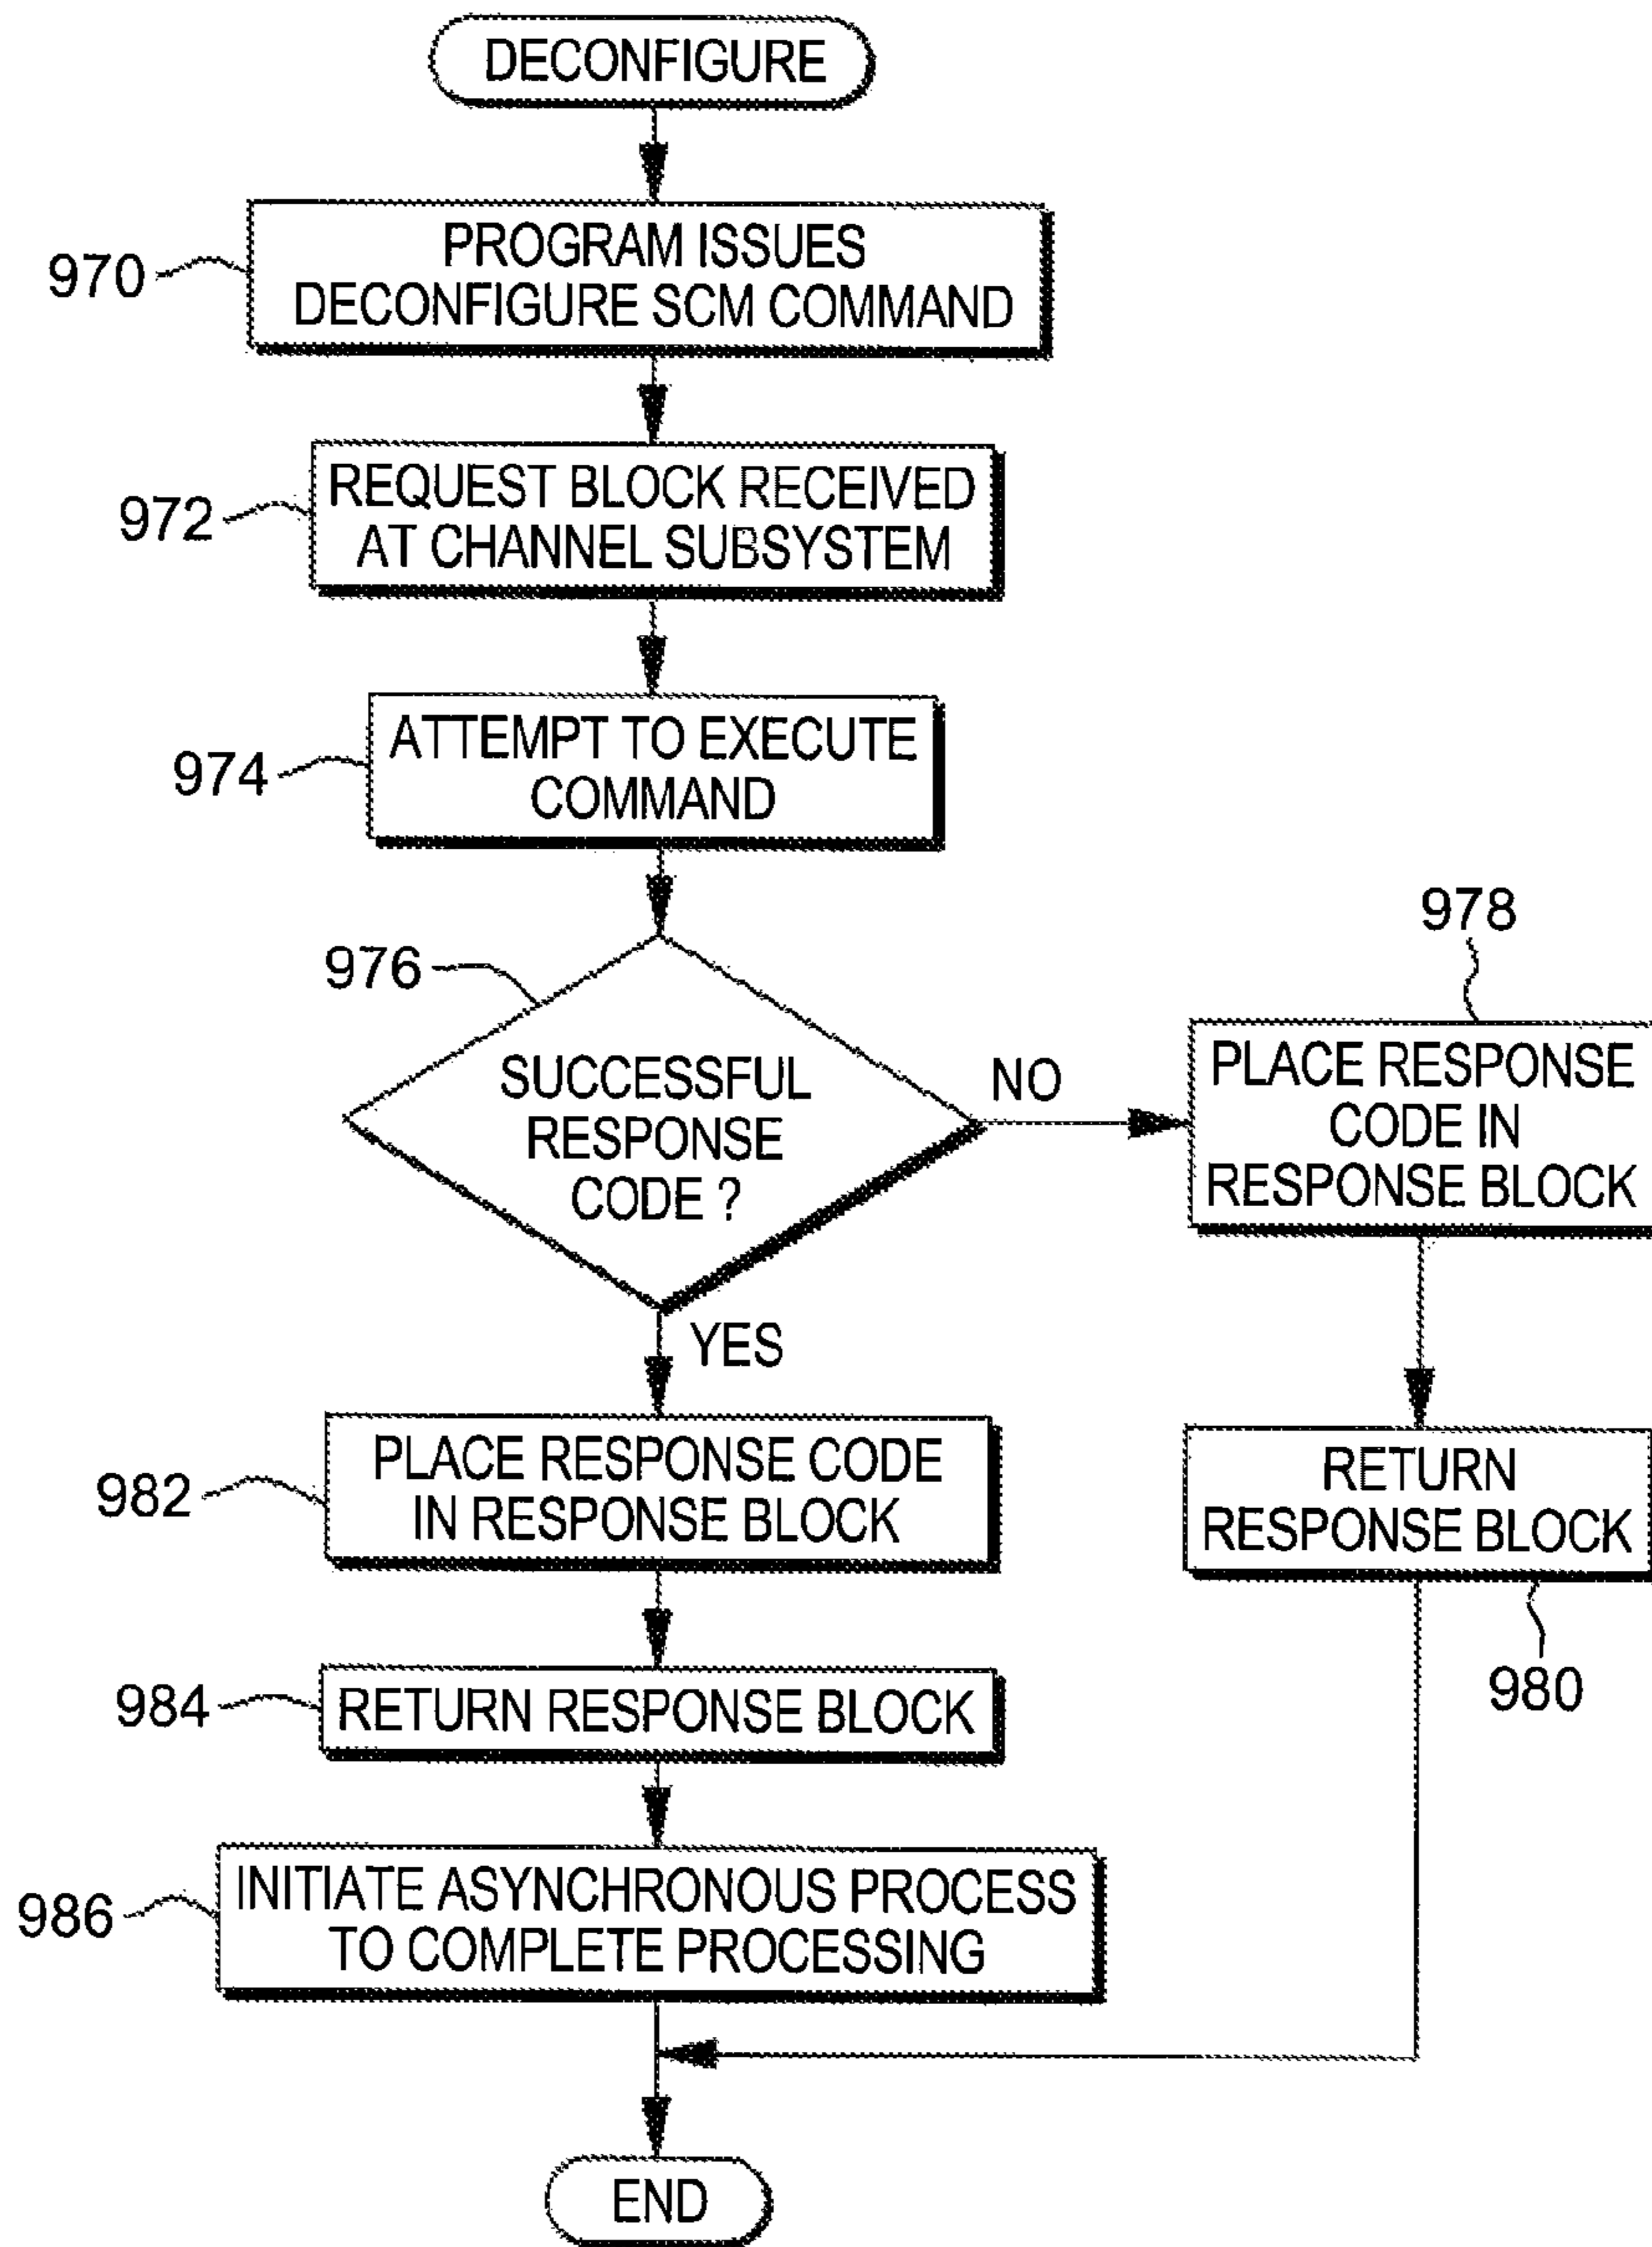 DECONFIGURE
970
PROGRAM ISSUES
DECONFIGURE SCM COMMAND
972
REQUEST BLOCK RECEIVED
AT CHANNEL SUBSYSTEM
974
ATTEMPT TO EXECUTE
COMMAND
976
SUCCESSFUL
RESPONSE
CODE ?
NO
978
PLACE RESPONSE
CODE IN
RESPONSE BLOCK
YES
982
PLACE RESPONSE CODE
IN RESPONSE BLOCK
RETURN
RESPONSE BLOCK
980
984
RETURN RESPONSE BLOCK
986
INITIATE ASYNCHRONOUS PROCESS
TO COMPLETE PROCESSING
END